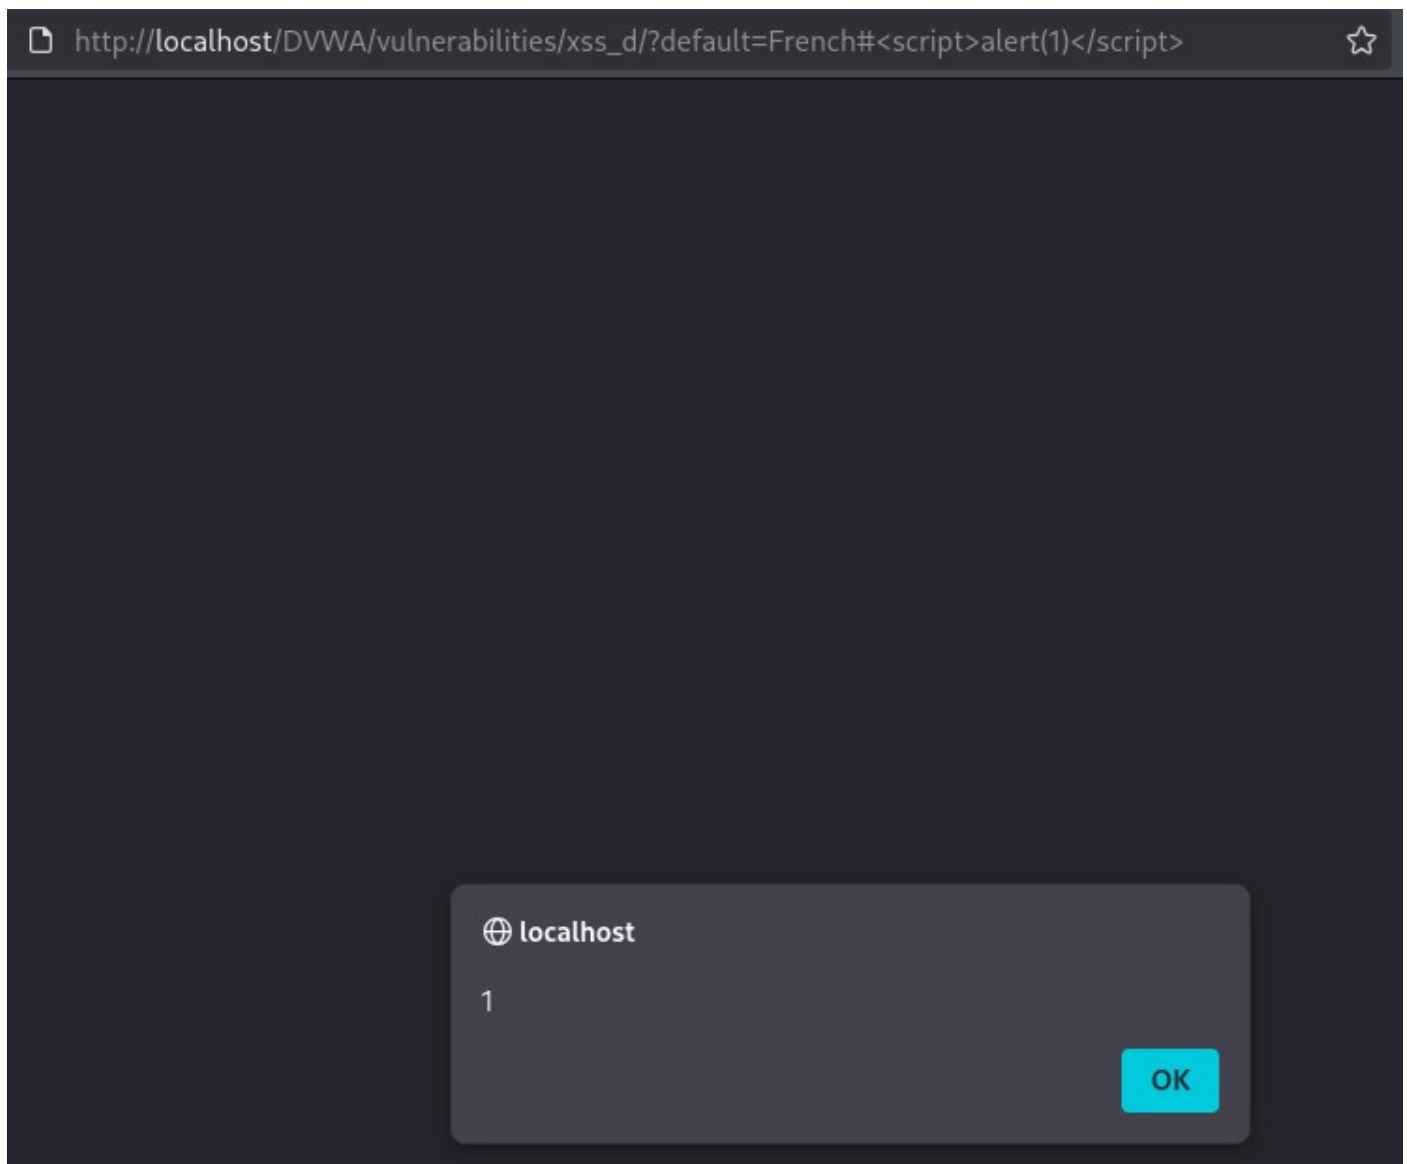 http://localhost/DVWA/vulnerabilities/xss_d/?default=French#<script>alert(1)</script>
localhost
1
OK